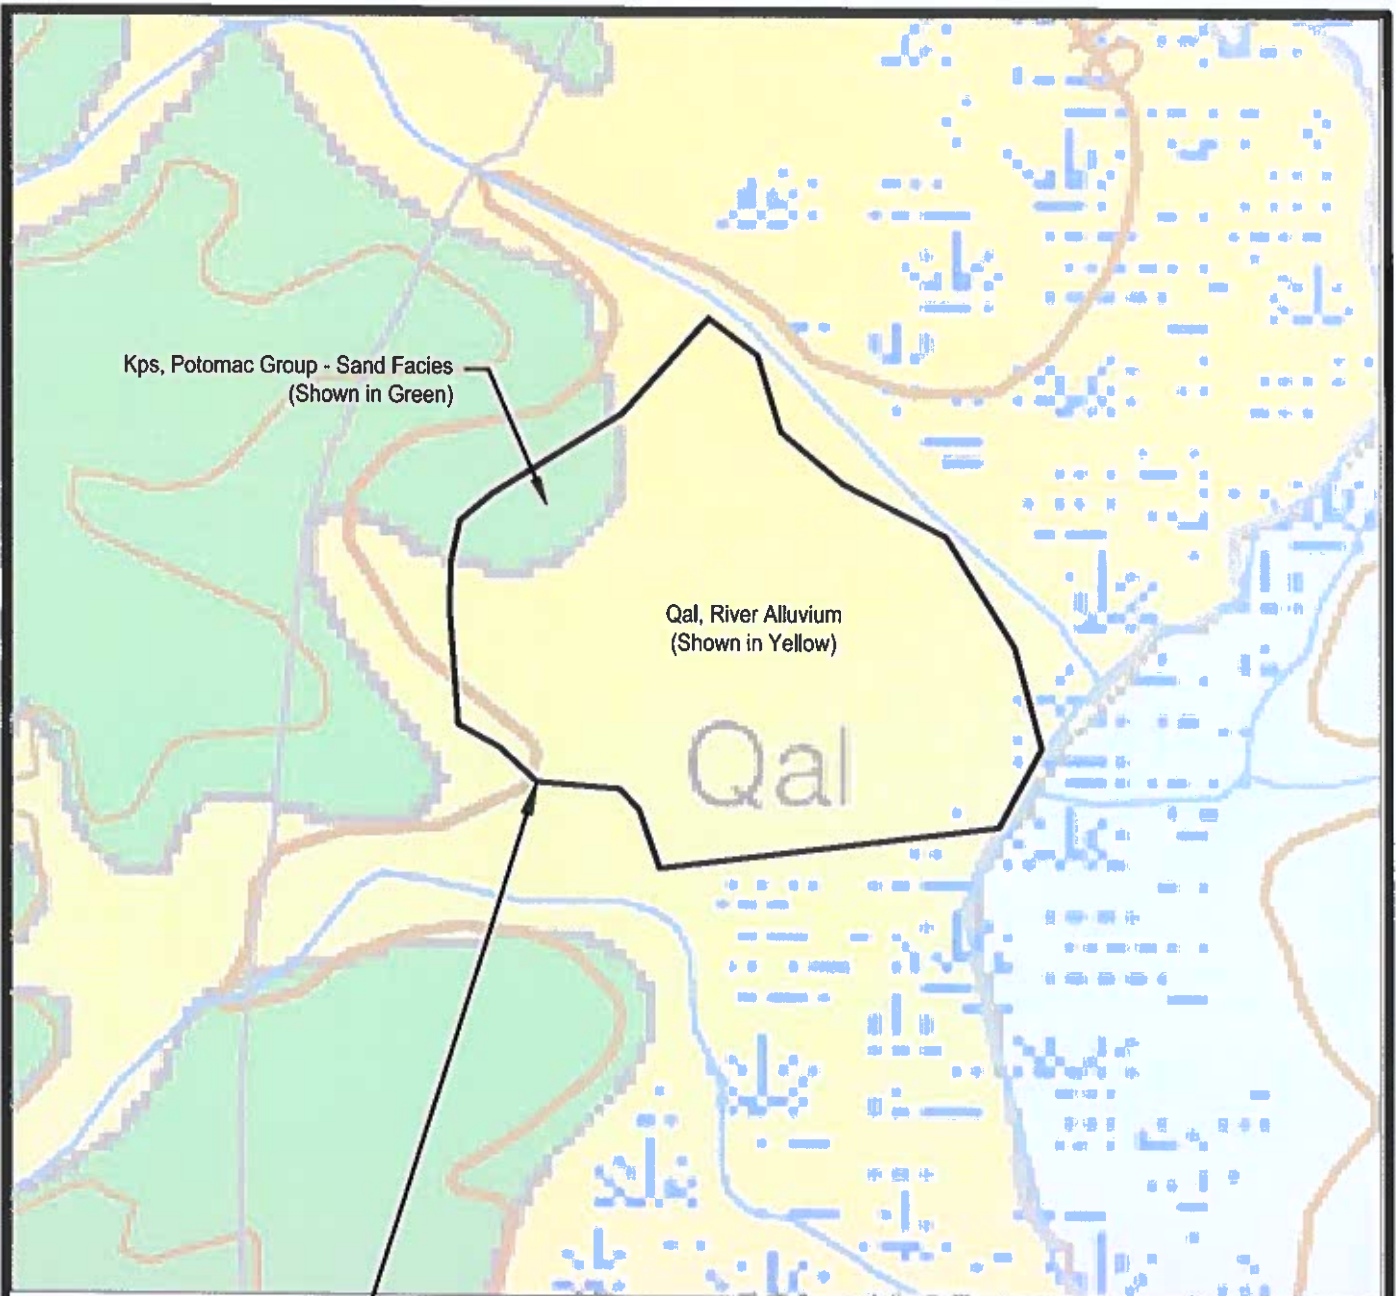 Kps, Potomac Group - Sand Facies
(Shown in Green)
Qal, River Alluvium
(Shown in Yellow)
Qal